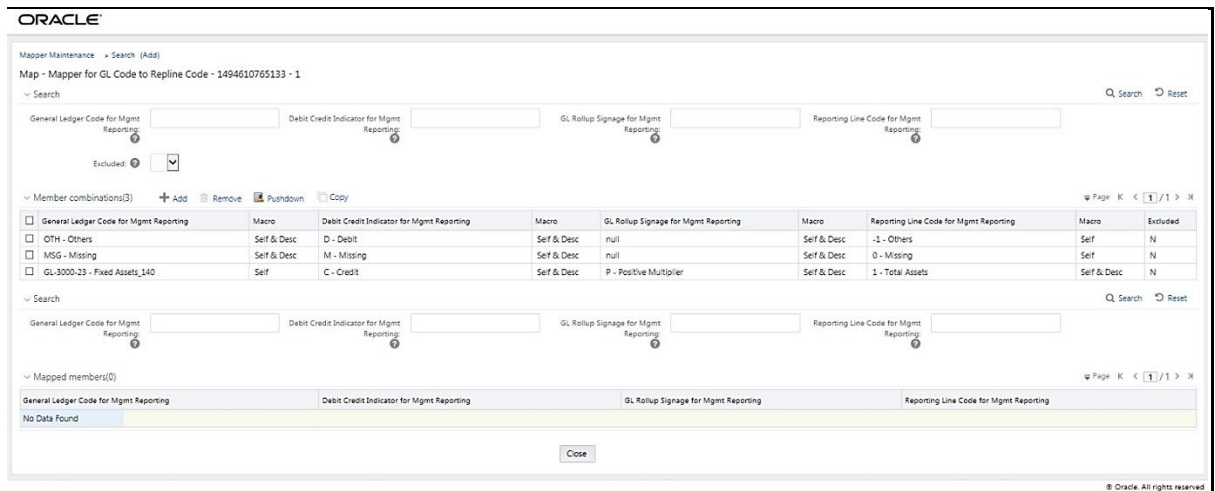 ORACLE
Mapper Maintenance » Search (Add)
Map - Mapper for GL Code to Repline Code - 1494610765133 - 1
Search
Search Reset
General Ledger Code for Mgmt Reporting: Debit Credit Indicator for Mgmt Reporting: GL Rollup Signage for Mgmt Reporting: Reporting Line Code for Mgmt Reporting:
Excluded:
Member combinations(3) Add Remove Pushdown Copy Page 1 / 1
General Ledger Code for Mgmt Reporting Macro Debit Credit Indicator for Mgmt Reporting Macro GL Rollup Signage for Mgmt Reporting Macro Reporting Line Code for Mgmt Reporting Macro Excluded
OTH - Others Self & Desc D - Debit Self & Desc null Self & Desc -1 - Others Self N
MSG - Missing Self & Desc M - Missing Self & Desc null Self & Desc 0 - Missing Self N
GL-3000-23 - Fixed Assets_140 Self C - Credit Self & Desc P - Positive Multiplier Self & Desc 1 - Total Assets Self & Desc N
Search
Search Reset
General Ledger Code for Mgmt Reporting: Debit Credit Indicator for Mgmt Reporting: GL Rollup Signage for Mgmt Reporting: Reporting Line Code for Mgmt Reporting:
Mapped members(0) Page 1 / 1
General Ledger Code for Mgmt Reporting Debit Credit Indicator for Mgmt Reporting GL Rollup Signage for Mgmt Reporting Reporting Line Code for Mgmt Reporting
No Data Found
Close
© Oracle. All rights reserved